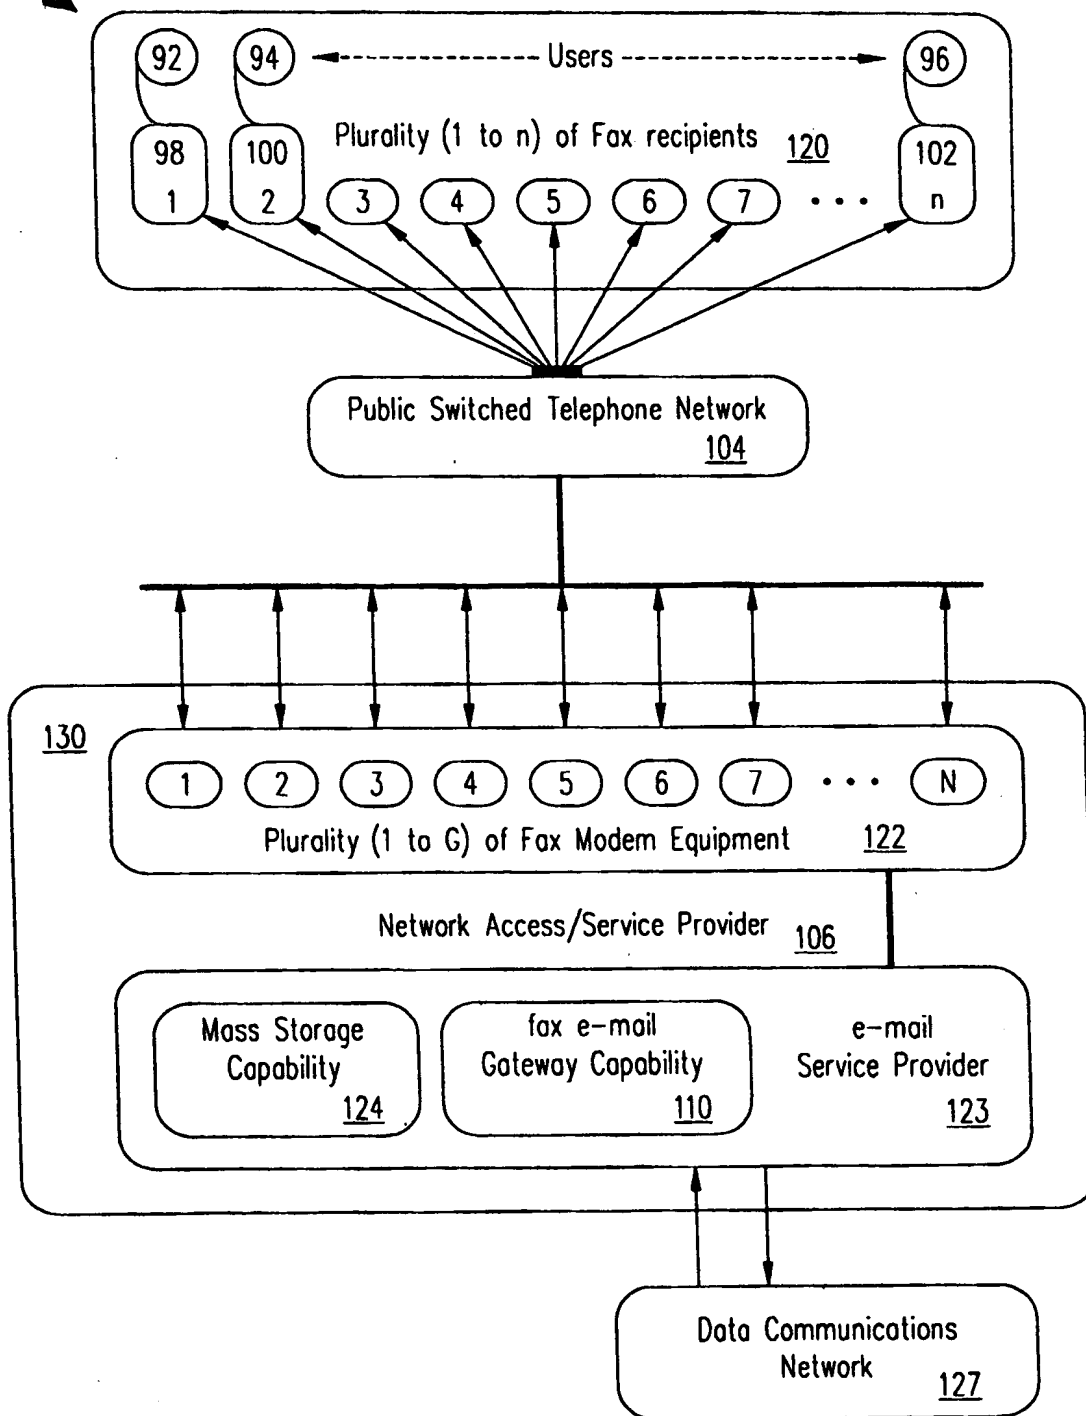 92 94 Users 96
Plurality (1 to n) of Fax recipients 120
98 100 102
1 2 3 4 5 6 7 ... n
Public Switched Telephone Network
104
130
1 2 3 4 5 6 7 ... N
Plurality (1 to G) of Fax Modem Equipment 122
Network Access/Service Provider 106
Mass Storage
Capability
124
fax e-mail
Gateway Capability
110
e-mail
Service Provider
123
Data Communications
Network
127